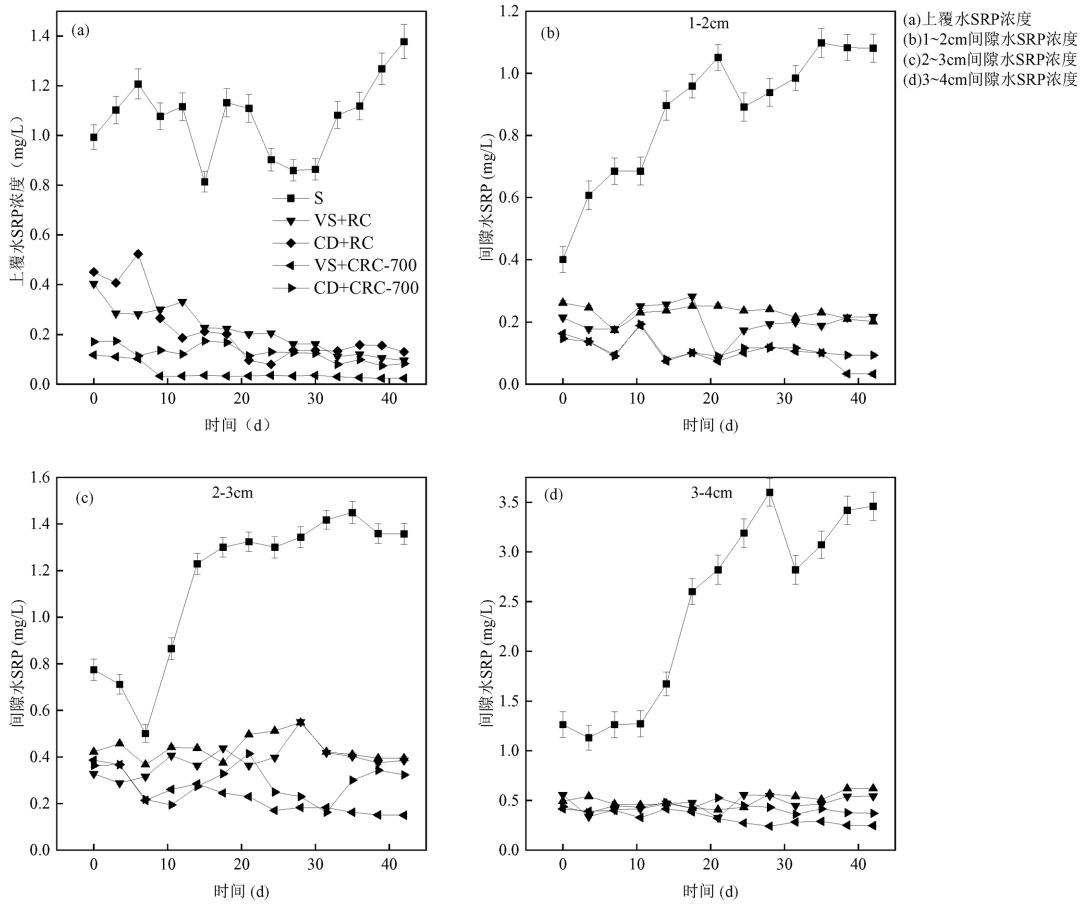 (a)
上覆水SRP浓度（mg/L）
1.4
1.2
1.0
0.8
0.6
0.4
0.2
0.0
S
VS+RC
CD+RC
VS+CRC-700
CD+CRC-700
0 10 20 30 40
时间（d）
(b)
1-2cm
间隙水SRP (mg/L)
1.2
1.0
0.8
0.6
0.4
0.2
0.0
0 10 20 30 40
时间 (d)
(a)上覆水SRP浓度
(b)1~2cm间隙水SRP浓度
(c)2~3cm间隙水SRP浓度
(d)3~4cm间隙水SRP浓度
(c)
2-3cm
间隙水SRP (mg/L)
1.6
1.4
1.2
1.0
0.8
0.6
0.4
0.2
0.0
0 10 20 30 40
时间 (d)
(d)
3-4cm
间隙水SRP (mg/L)
3.5
3.0
2.5
2.0
1.5
1.0
0.5
0.0
0 10 20 30 40
时间 (d)